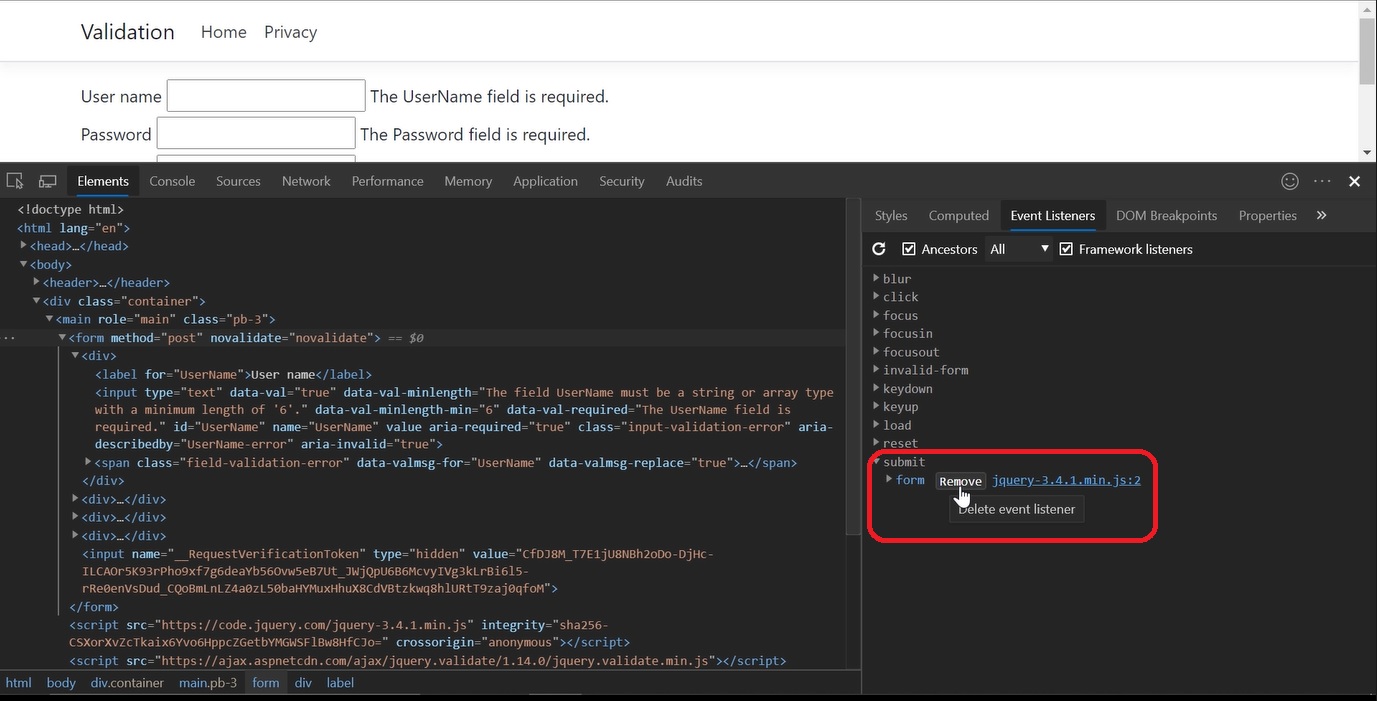 Validation Home Privacy
User name The UserName field is required.
Password The Password field is required.
Elements Console Sources Network Performance Memory Application Security Audits
<!doctype html>
<html lang="en">
<head>…</head>
<body>
<header>…</header>
<div class="container">
<main role="main" class="pb-3">
<form method="post" novalidate="novalidate"> == $0
<div>
<label for="UserName">User name</label>
<input type="text" data-val="true" data-val-minlength="The field UserName must be a string or array type
with a minimum length of '6'." data-val-minlength-min="6" data-val-required="The UserName field is
required." id="UserName" name="UserName" value aria-required="true" class="input-validation-error" aria-
describedby="UserName-error" aria-invalid="true">
<span class="field-validation-error" data-valmsg-for="UserName" data-valmsg-replace="true">…</span>
</div>
<div>…</div>
<div>…</div>
<div>…</div>
<input name="__RequestVerificationToken" type="hidden" value="CfDJ8M_T7E1jU8NBh2oDo-DjHc-
ILCAOr5K93rPho9xf7g6deaYb56Ovw5eB7Ut_JWjQpU6B6McvyIVg3kLrBi6l5-
rRe0enVsDud_CQoBmLnLZ4a0zL50baHYMuxHhuX8CdVBtzkwq8hlURtT9zaj0qfoM">
</form>
<script src="https://code.jquery.com/jquery-3.4.1.min.js" integrity="sha256-
CSXorXvZcTkaix6Yvo6HppcZGetbYMGWSFlBw8HfCJo=" crossorigin="anonymous"></script>
<script src="https://ajax.aspnetcdn.com/ajax/jquery.validate/1.14.0/jquery.validate.min.js"></script>
html body div.container main.pb-3 form div label
Styles Computed Event Listeners DOM Breakpoints Properties »
Ancestors All Framework listeners
blur
click
focus
focusin
focusout
invalid-form
keydown
keyup
load
reset
submit
form Remove jquery-3.4.1.min.js:2
Delete event listener